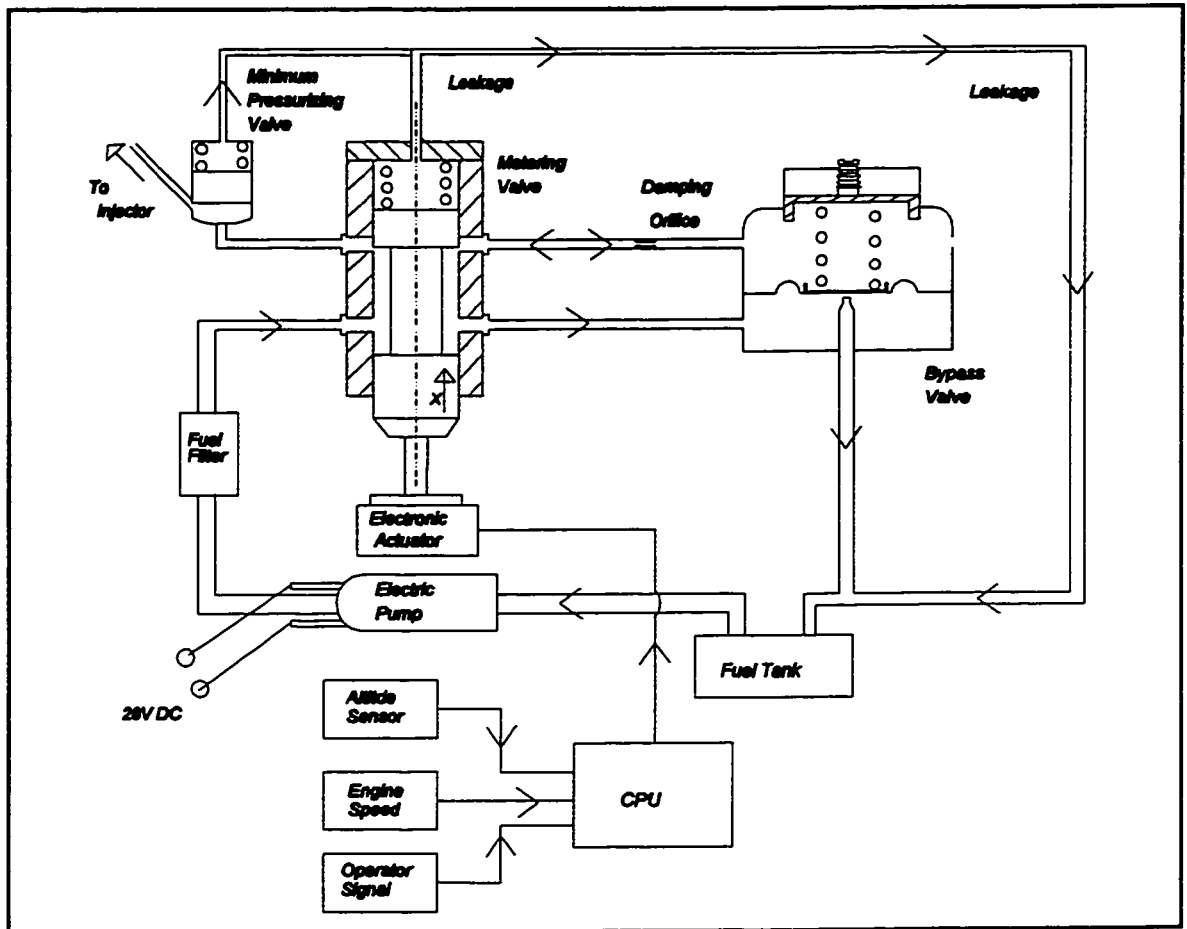 Minimum
Pressurizing
Valve
Leakage
Leakage
To
Injector
Metering
Valve
Damping
Orifice
X
Bypass
Valve
Fuel
Filter
Electronic
Actuator
Electric
Pump
Fuel Tank
28V DC
Altitide
Sensor
Engine
Speed
CPU
Operator
Signal